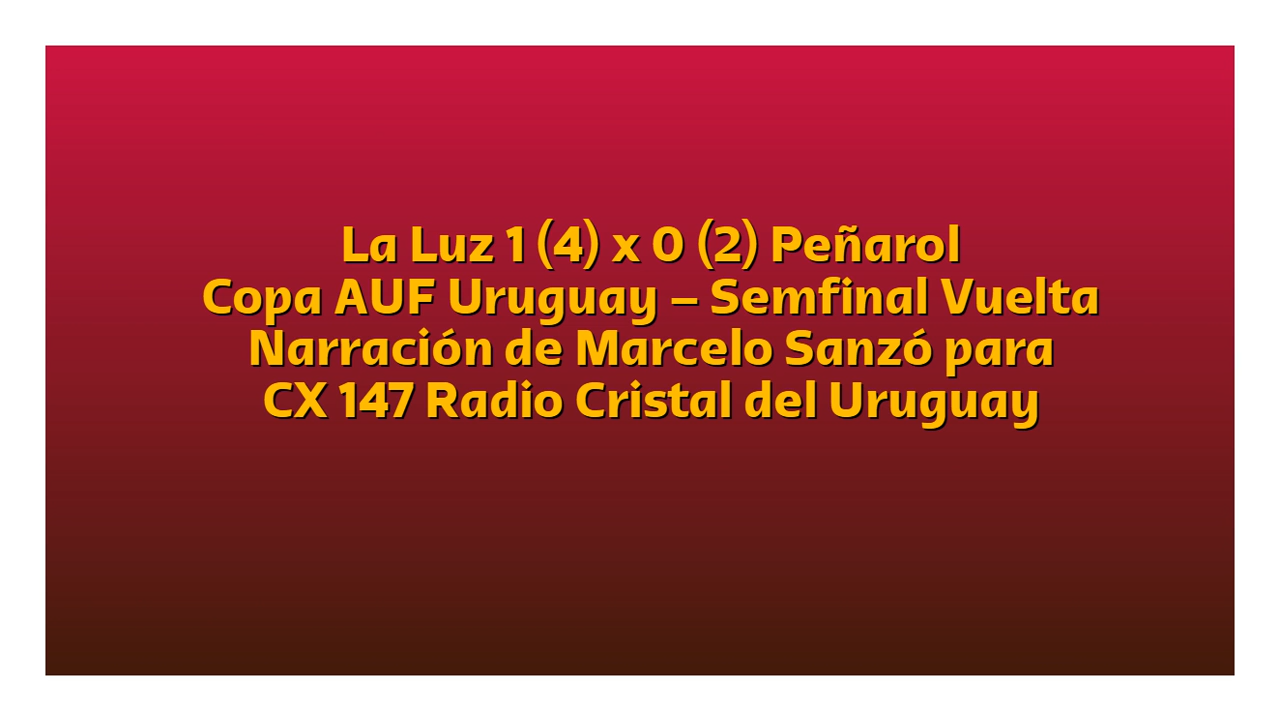 La Luz 1 (4) x 0 (2) Peñarol
Copa AUF Uruguay – Semfinal Vuelta
Narración de Marcelo Sanzó para
CX 147 Radio Cristal del Uruguay